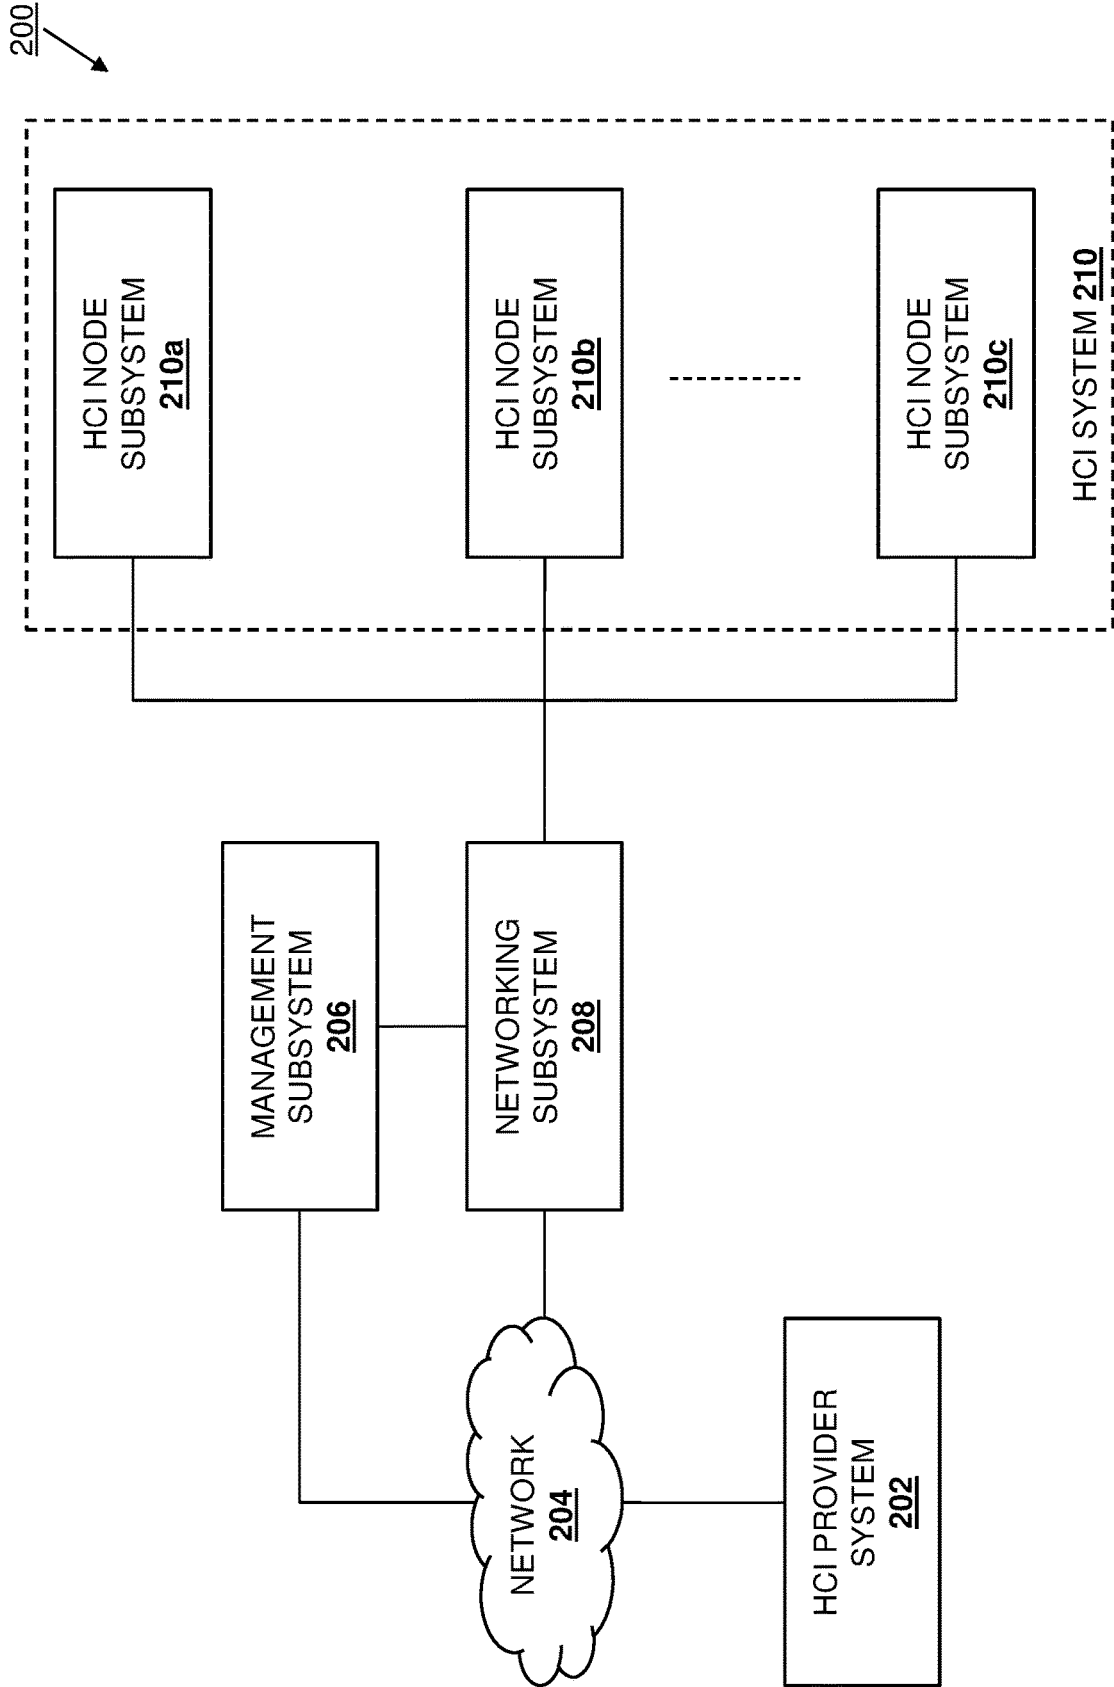 200
HCI NODE
SUBSYSTEM
210a
HCI NODE
SUBSYSTEM
210b
HCI NODE
SUBSYSTEM
210c
HCI SYSTEM 210
MANAGEMENT
SUBSYSTEM
206
NETWORKING
SUBSYSTEM
208
NETWORK
204
HCI PROVIDER
SYSTEM
202